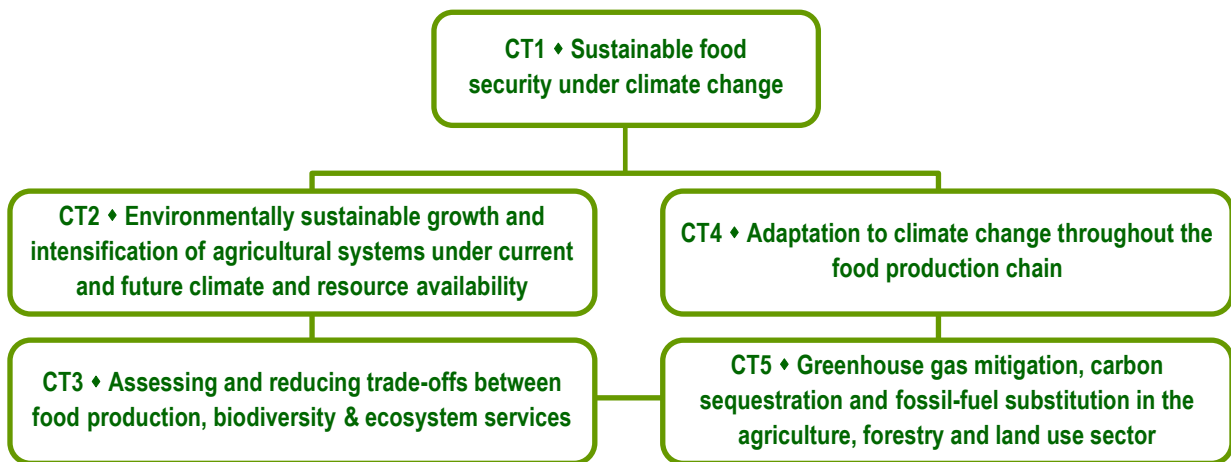 CT1 ♦ Sustainable food
security under climate change
CT2 ♦ Environmentally sustainable growth and
intensification of agricultural systems under current
and future climate and resource availability
CT4 ♦ Adaptation to climate change throughout the
food production chain
CT3 ♦ Assessing and reducing trade-offs between
food production, biodiversity & ecosystem services
CT5 ♦ Greenhouse gas mitigation, carbon
sequestration and fossil-fuel substitution in the
agriculture, forestry and land use sector